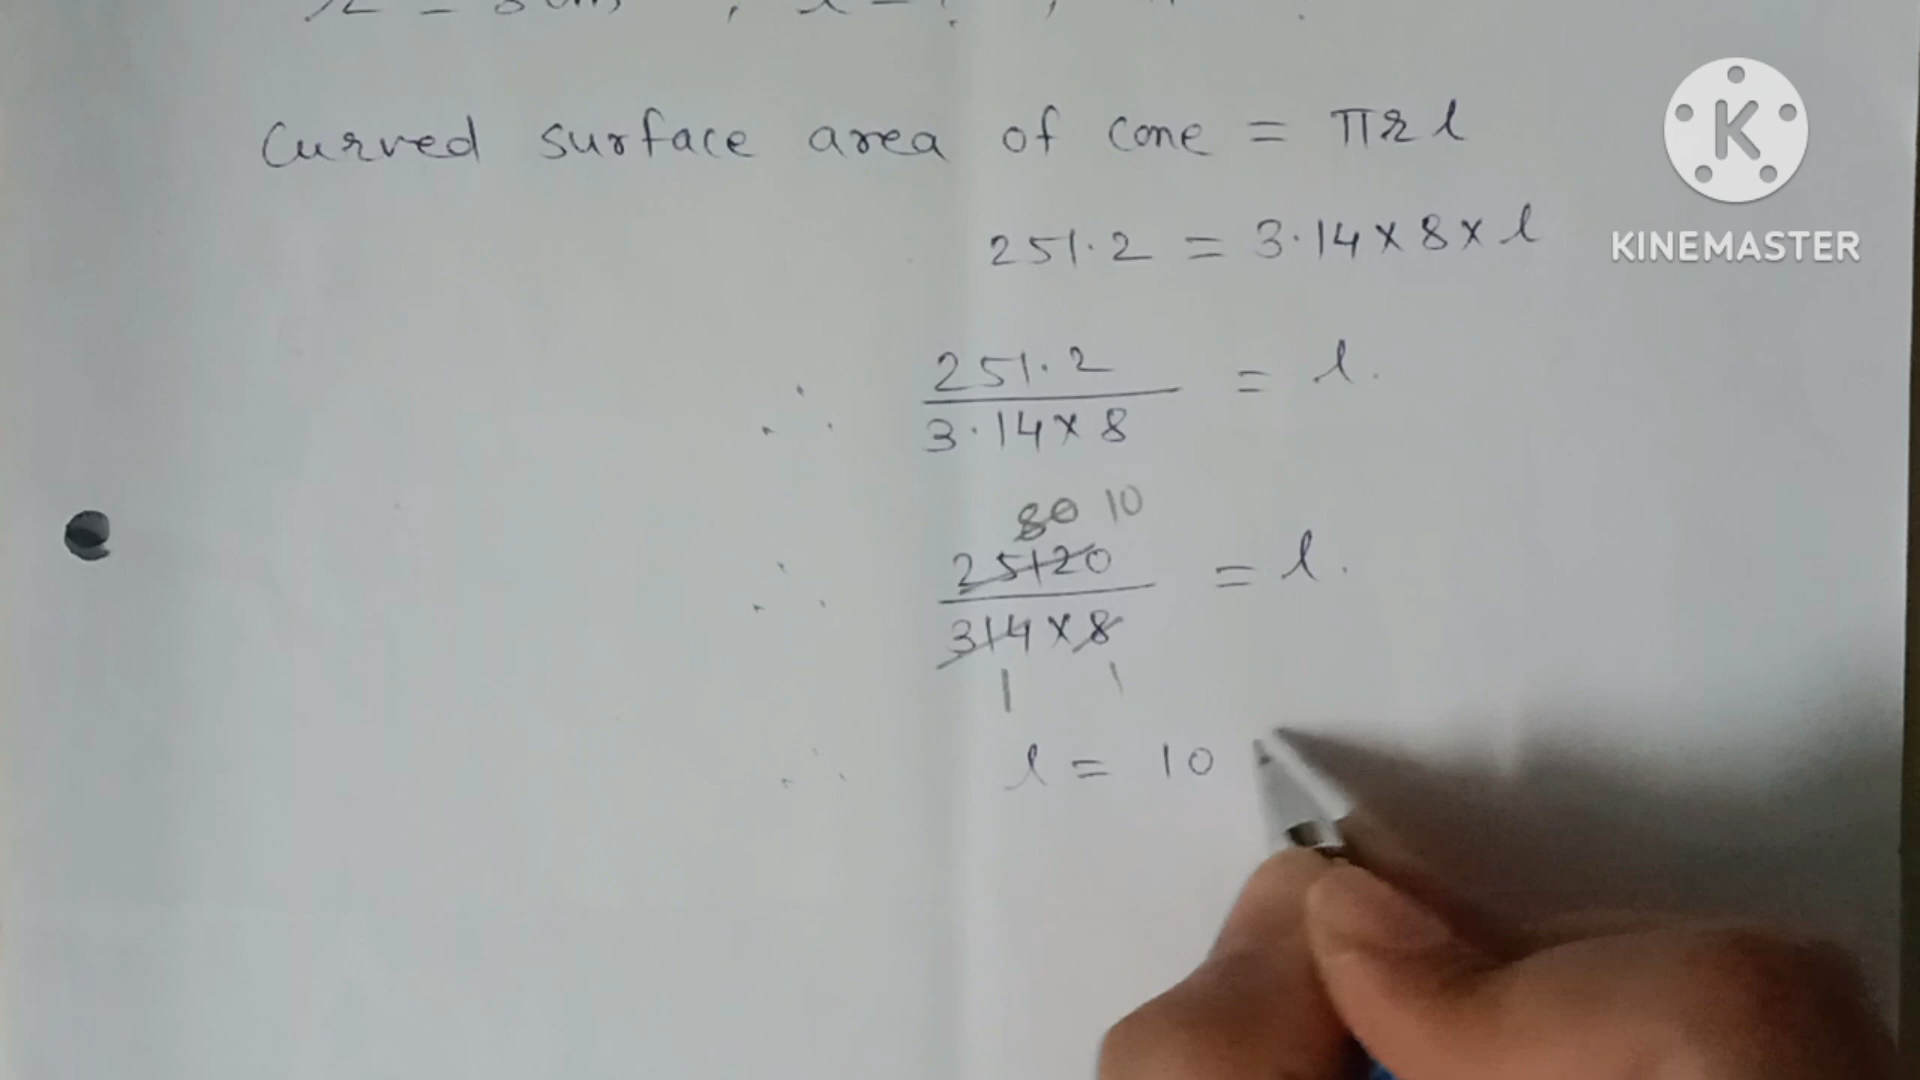 Curved surface area of cone = πrl
251.2 = 3.14 × 8 × l
∴ 251.2 / 3.14 × 8 = l.
80 10
∴ 25120 / 314 × 8 = l.
1 1
∴ l = 10
K
KINEMASTER